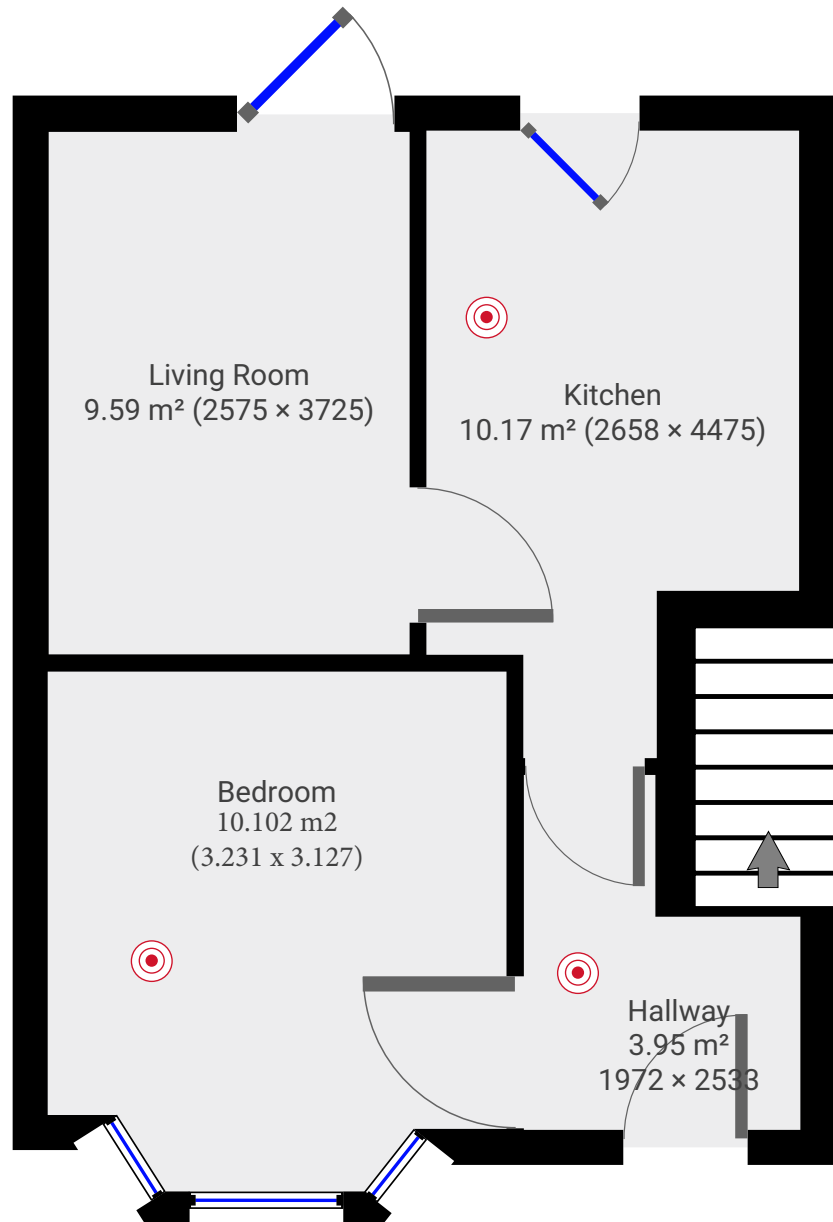 Living Room
9.59 m² (2575 × 3725)
Kitchen
10.17 m² (2658 × 4475)
Bedroom
10.102 m2
(3.231 x 3.127)
Hallway
3.95 m²
1972 × 2533